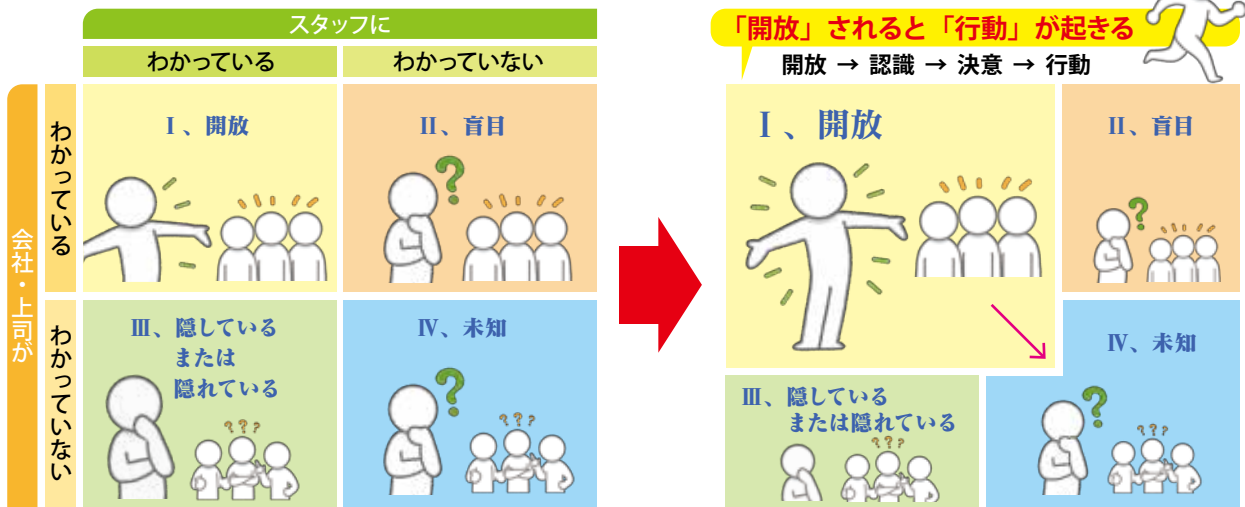 スタッフに
わかっている
わかっていない
会社・上司が
わかっている
わかっていない
Ⅰ、開放
Ⅱ、盲目
?
Ⅲ、隠している
または
隠れている
???
Ⅳ、未知
?
???
「開放」されると「行動」が起きる
開放 → 認識 → 決意 → 行動
Ⅰ、開放
Ⅱ、盲目
?
Ⅲ、隠している
または隠れている
???
Ⅳ、未知
?
???